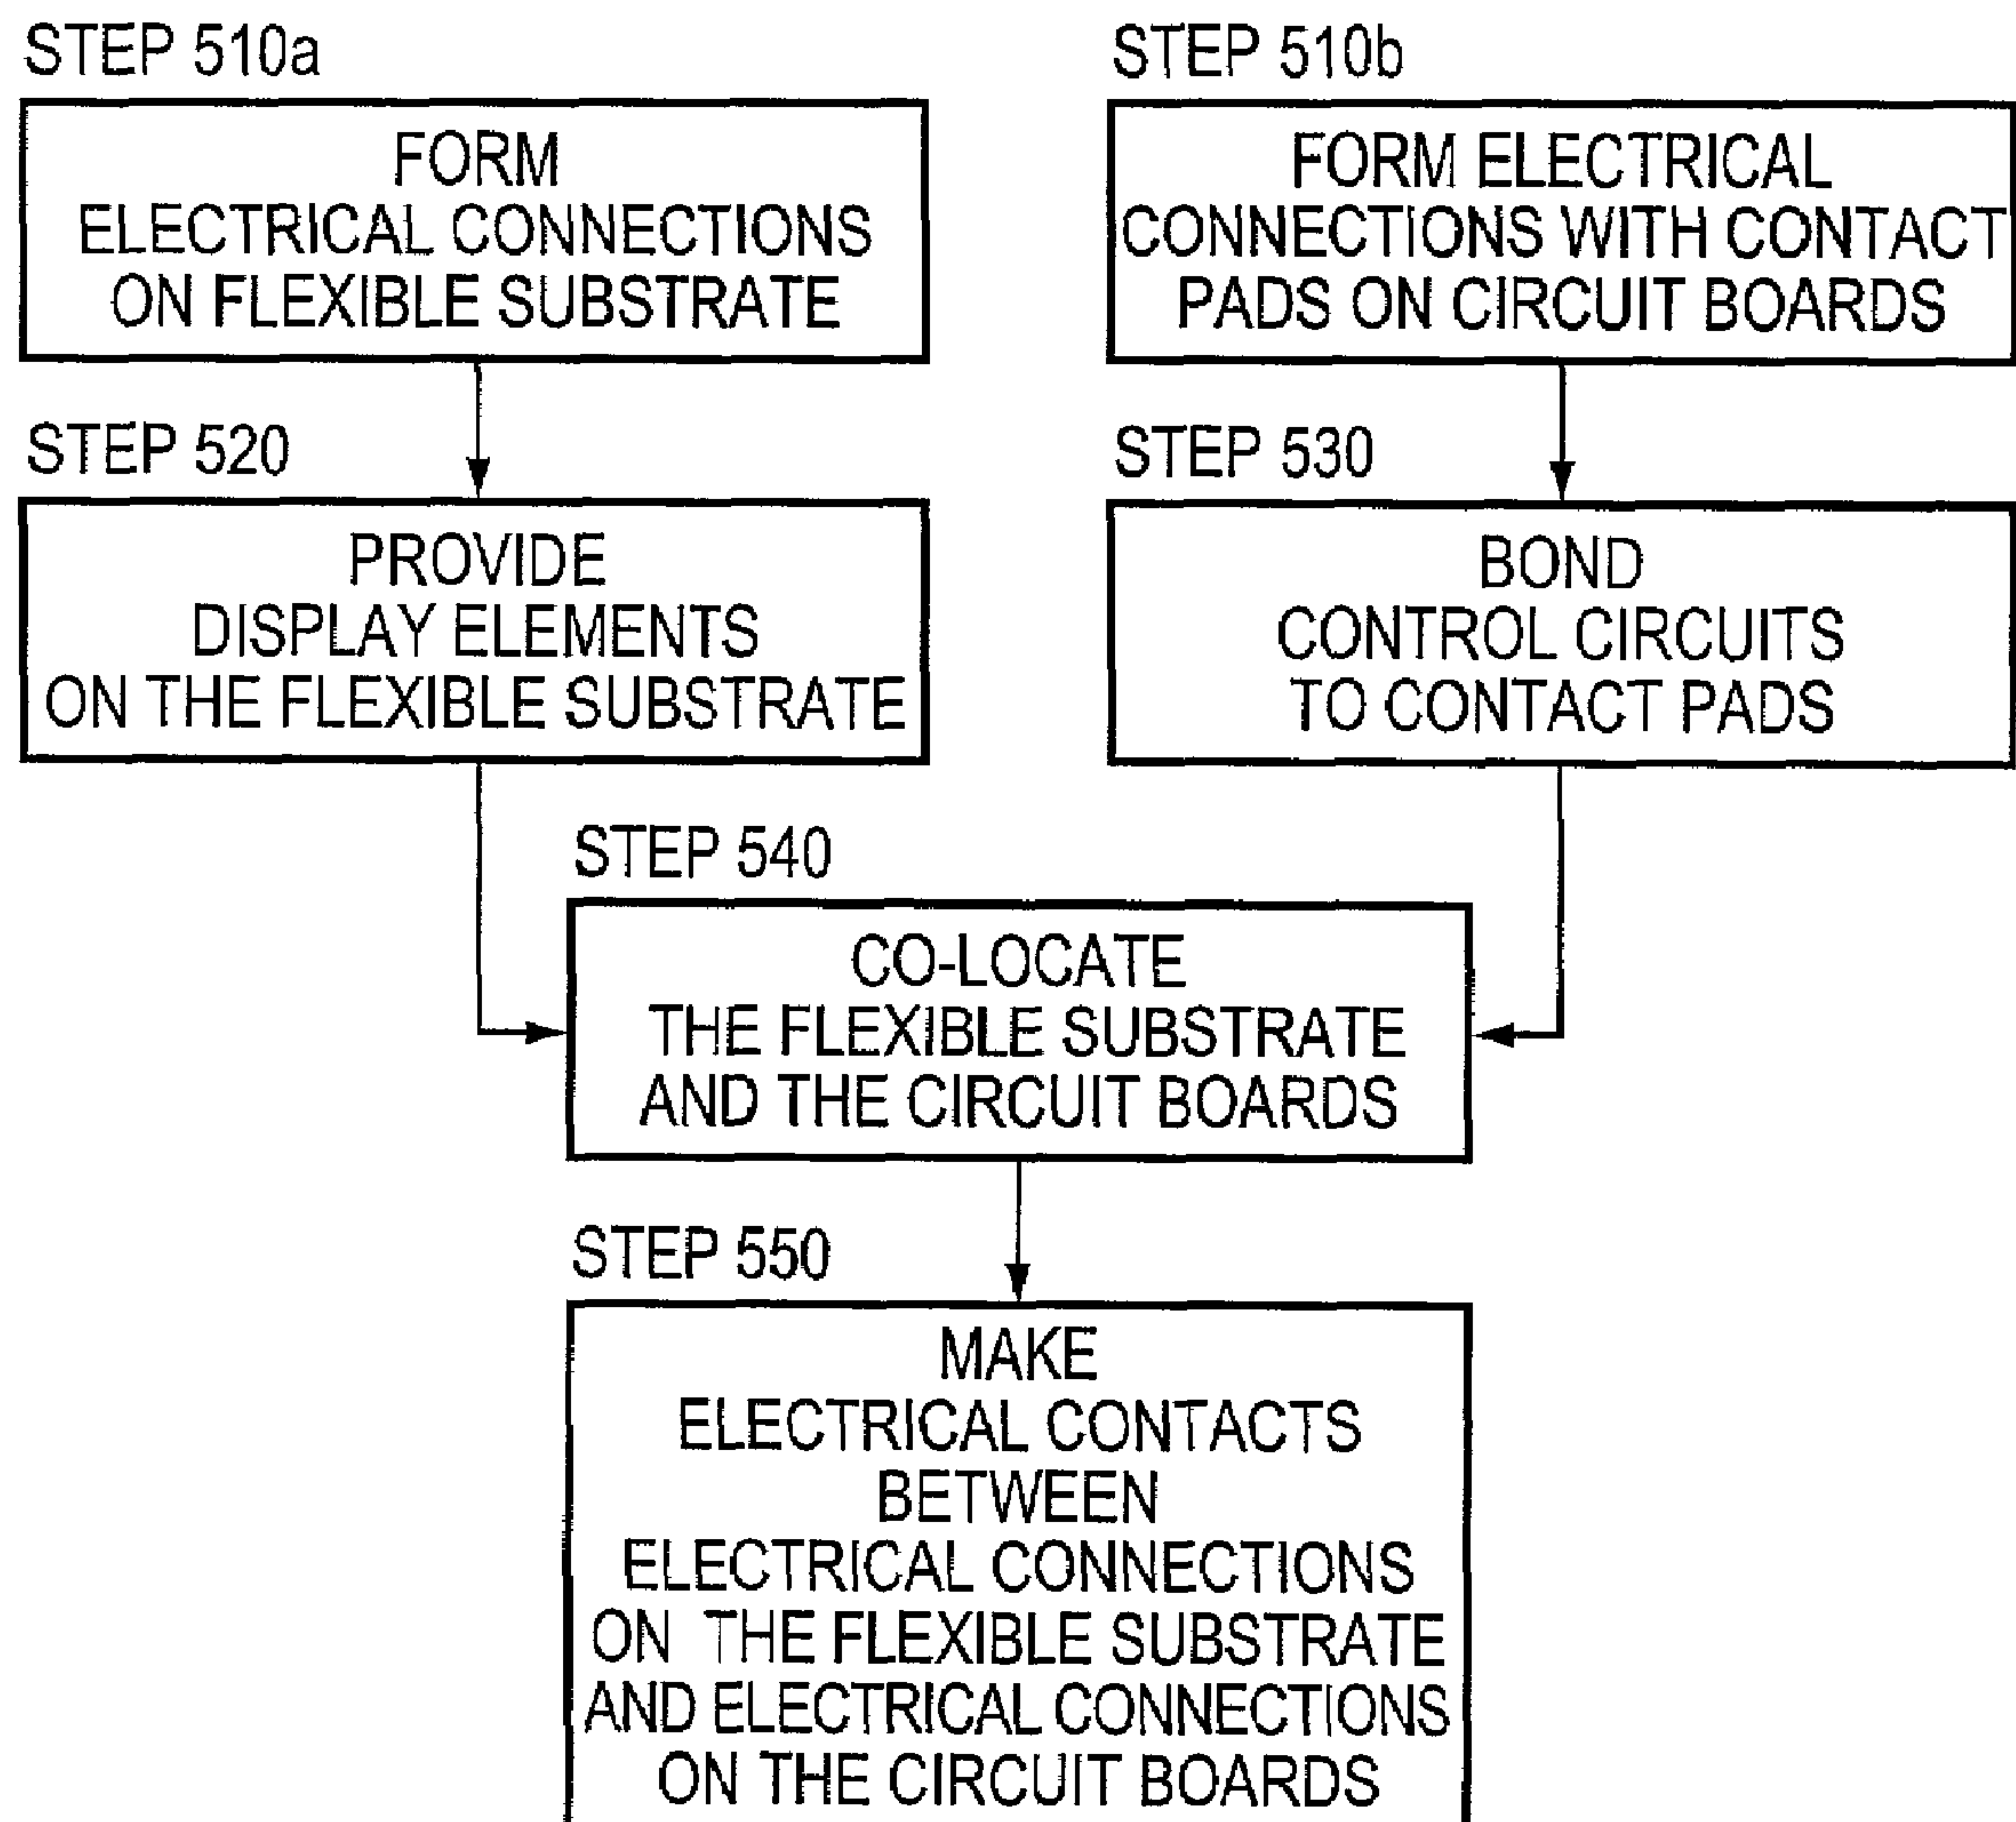 STEP 510a
FORM
ELECTRICAL CONNECTIONS
ON FLEXIBLE SUBSTRATE
STEP 510b
FORM ELECTRICAL
CONNECTIONS WITH CONTACT
PADS ON CIRCUIT BOARDS
STEP 520
PROVIDE
DISPLAY ELEMENTS
ON THE FLEXIBLE SUBSTRATE
STEP 530
BOND
CONTROL CIRCUITS
TO CONTACT PADS
STEP 540
CO-LOCATE
THE FLEXIBLE SUBSTRATE
AND THE CIRCUIT BOARDS
STEP 550
MAKE
ELECTRICAL CONTACTS
BETWEEN
ELECTRICAL CONNECTIONS
ON THE FLEXIBLE SUBSTRATE
AND ELECTRICAL CONNECTIONS
ON THE CIRCUIT BOARDS